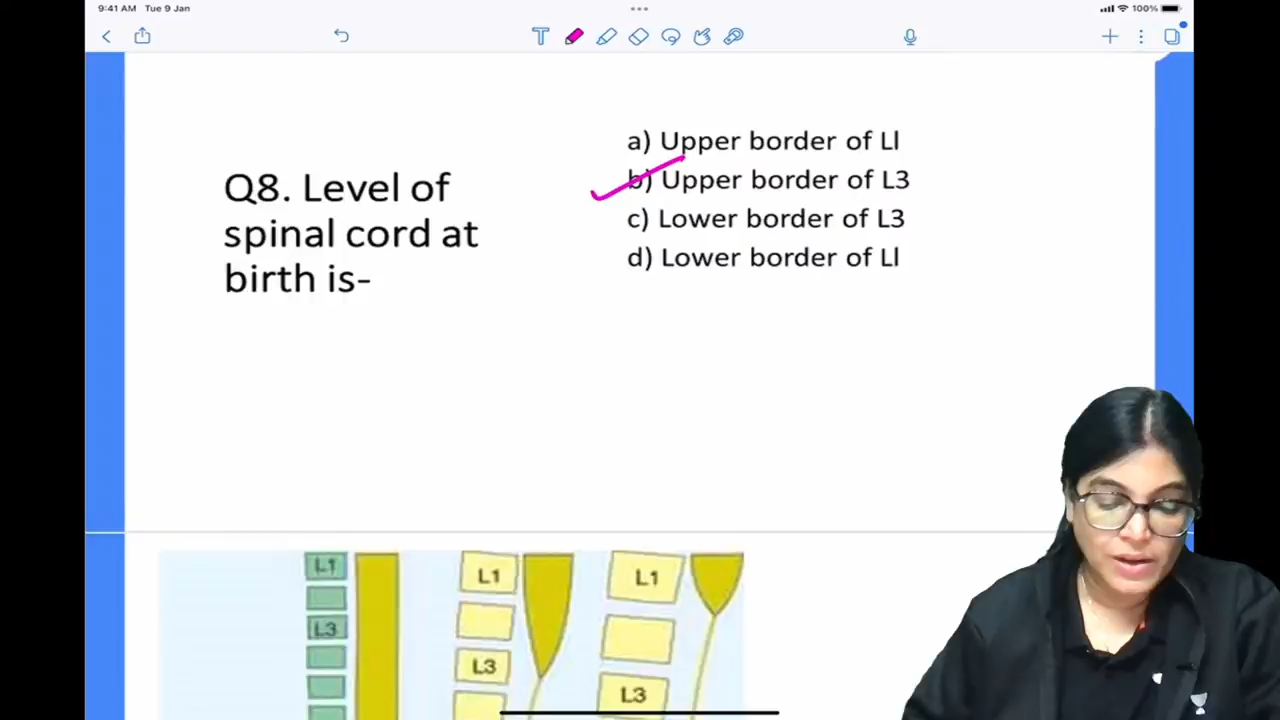 9:41 AM Tue 9 Jan
100%
T
a) Upper border of Ll
b) Upper border of L3
c) Lower border of L3
d) Lower border of Ll
Q8. Level of
spinal cord at
birth is-
L1
L3
L1
L3
L1
L3